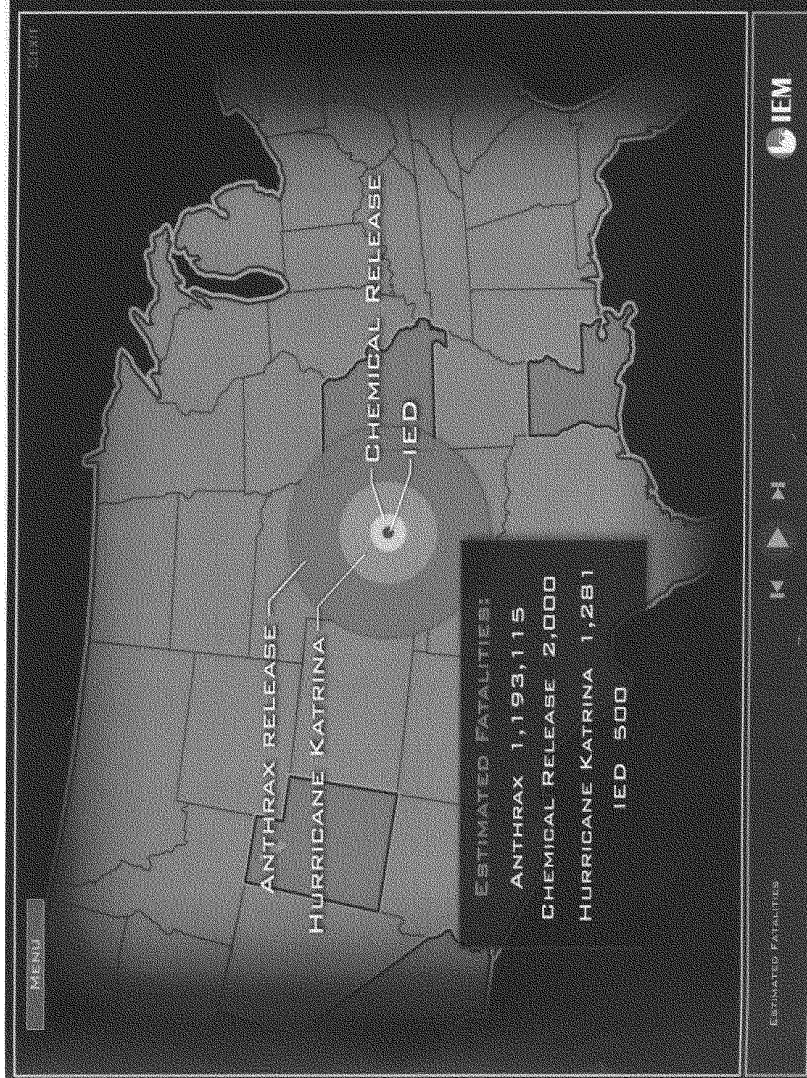 MENU
EXIT
ANTHRAX RELEASE
HURRICANE KATRINA
CHEMICAL RELEASE
IED
ESTIMATED FATALITIES:
ANTHRAX 1,193,115
CHEMICAL RELEASE 2,000
HURRICANE KATRINA 1,281
IED 500
ESTIMATED FATALITIES
IEM